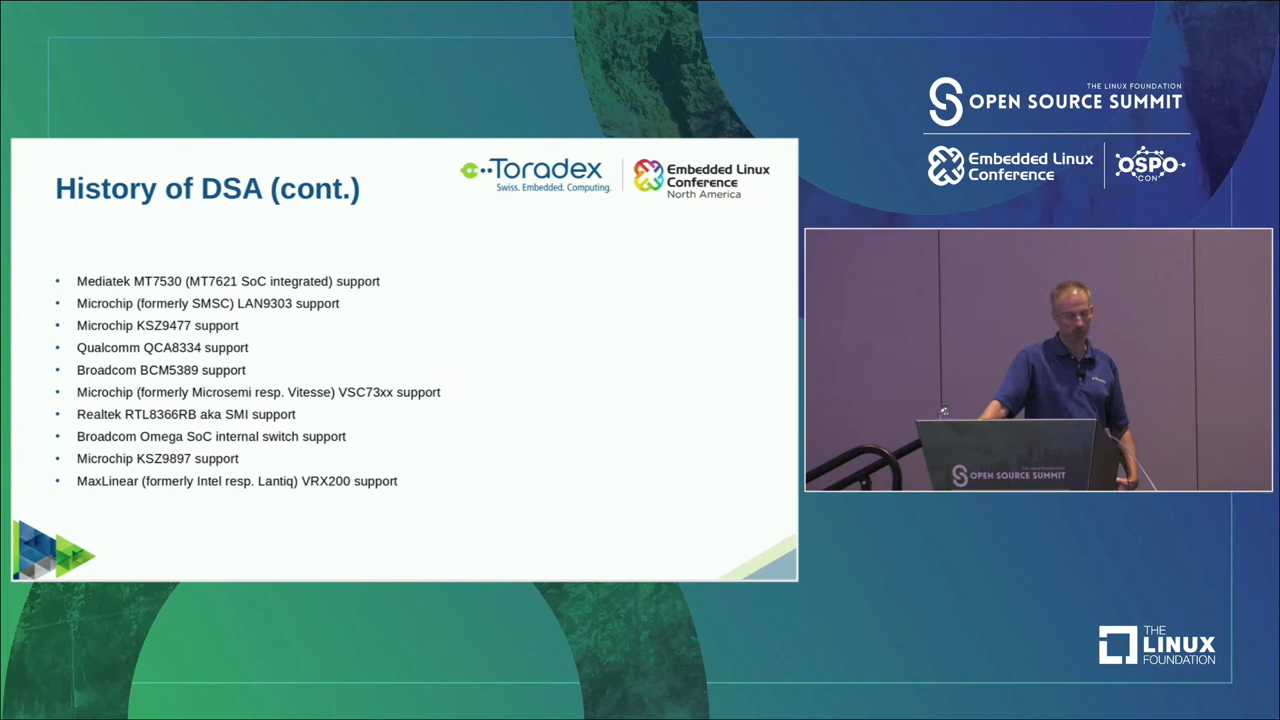 THE LINUX FOUNDATION
OPEN SOURCE SUMMIT
Embedded Linux
Conference
OSPO
CON
History of DSA (cont.)
Toradex
Swiss. Embedded. Computing.
Embedded Linux
Conference
North America
• Mediatek MT7530 (MT7621 SoC integrated) support
• Microchip (formerly SMSC) LAN9303 support
• Microchip KSZ9477 support
• Qualcomm QCA8334 support
• Broadcom BCM5389 support
• Microchip (formerly Microsemi resp. Vitesse) VSC73xx support
• Realtek RTL8366RB aka SMI support
• Broadcom Omega SoC internal switch support
• Microchip KSZ9897 support
• MaxLinear (formerly Intel resp. Lantiq) VRX200 support
OPEN SOURCE SUMMIT
THE
LINUX
FOUNDATION